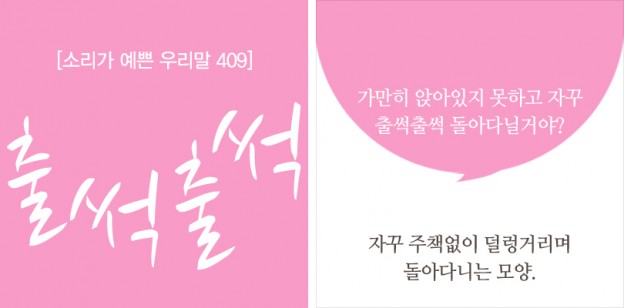 [소리가 예쁜 우리말 409]
출썩출썩
가만히 앉아있지 못하고 자꾸
출썩출썩 돌아다닐거야?
자꾸 주책없이 덜렁거리며
돌아다니는 모양.